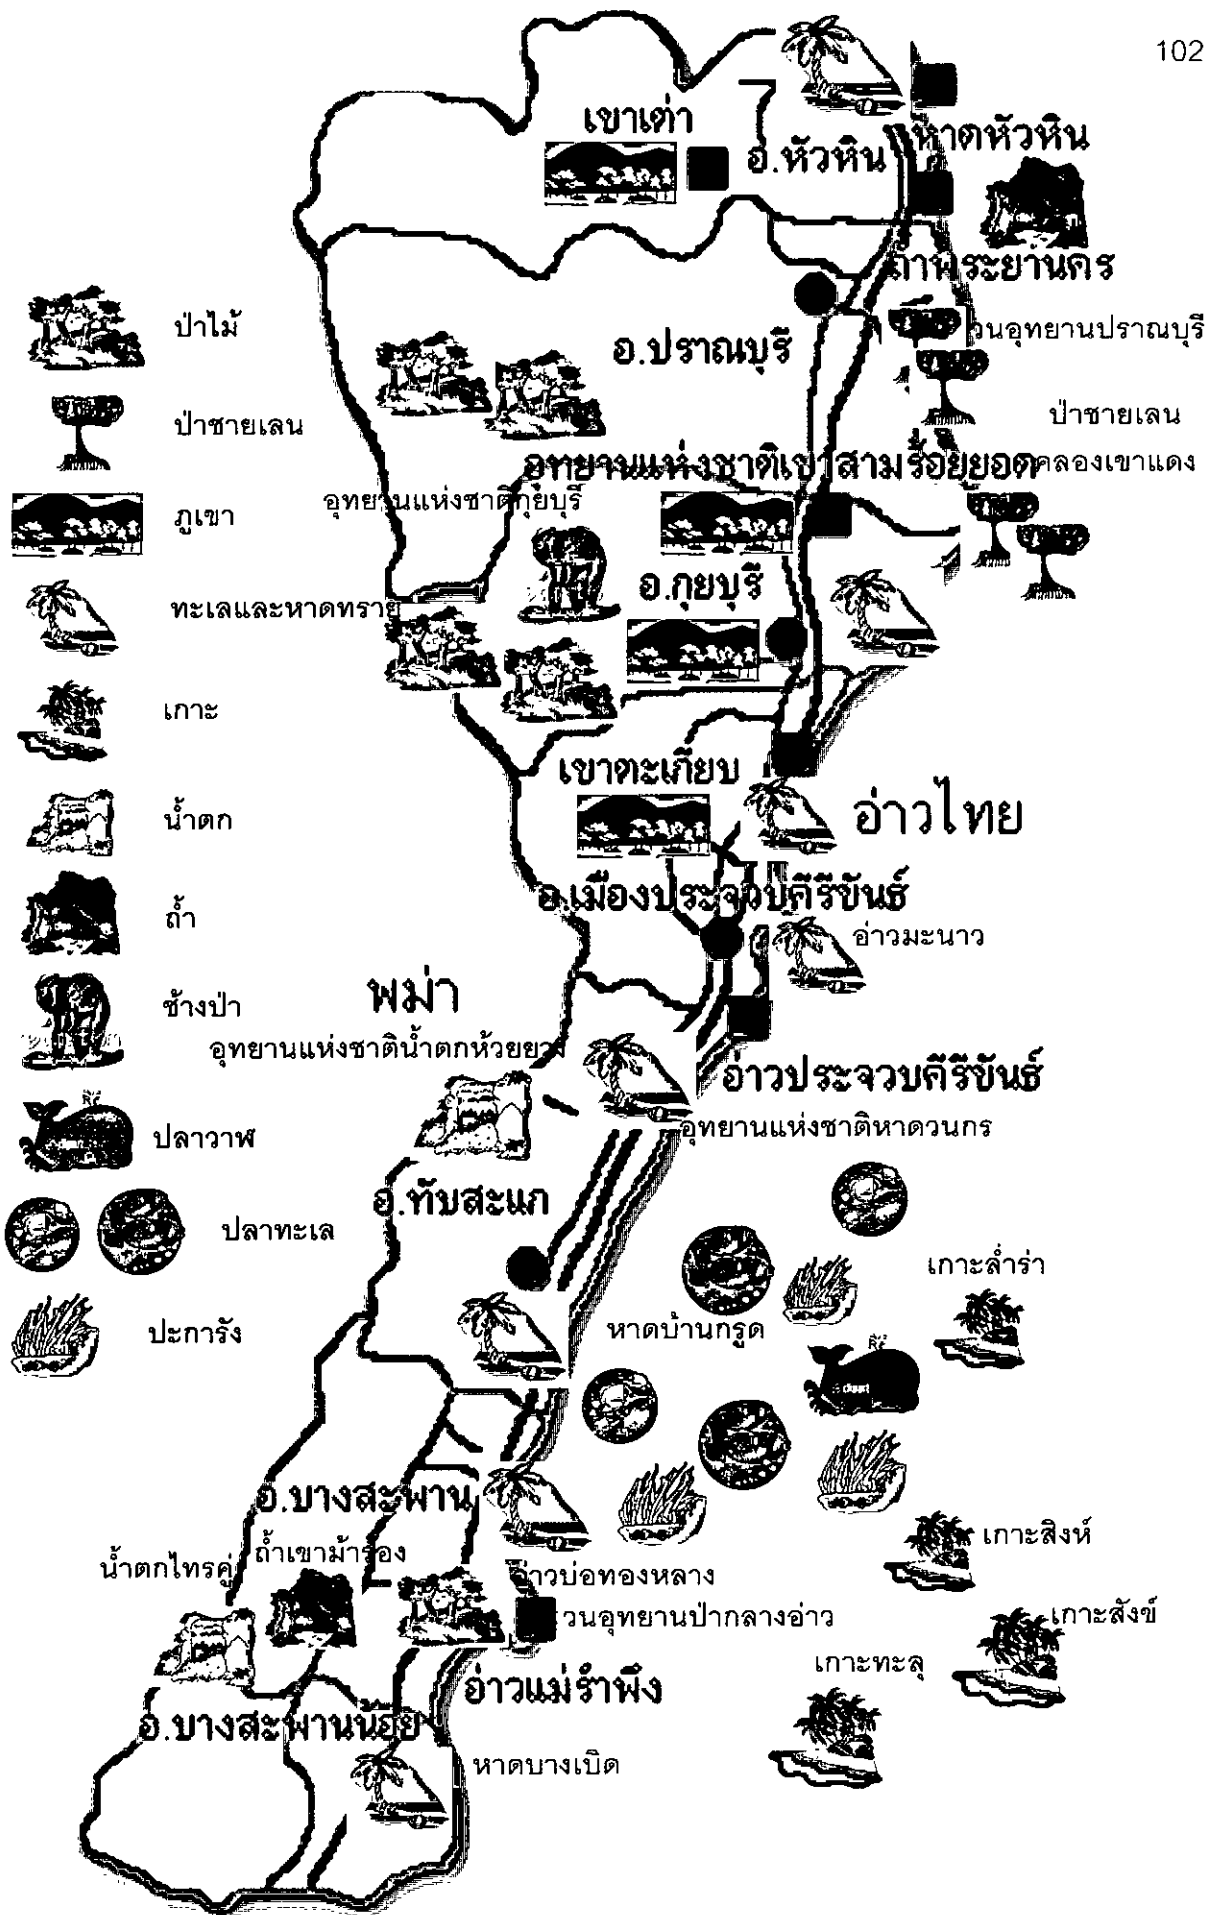 102
เขาเต่า
อ.หัวหิน
หาดหัวหิน
ถ้ำพระยานคร
ป่าไม้
อ.ปราณบุรี
วนอุทยานปราณบุรี
ป่าชายเลน
ป่าชายเลน
อุทยานแห่งชาติเขาสามร้อยยอด
คลองเขาแดง
อุทยานแห่งชาติกุยบุรี
ภูเขา
อ.กุยบุรี
ทะเลและหาดทราย
เกาะ
เขาตะเกียบ
น้ำตก
อ่าวไทย
อ.เมืองประจวบคีรีขันธ์
ถ้ำ
อ่าวมะนาว
ช้างป่า
พม่า
อุทยานแห่งชาติน้ำตกห้วยยาง
อ่าวประจวบคีรีขันธ์
ปลาวาฬ
อุทยานแห่งชาติหาดวนกร
อ.ทับสะแก
ปลาทะเล
เกาะล่ำร่า
หาดบ้านกรูด
ปะการัง
อ.บางสะพาน
เกาะสิงห์
น้ำตกไทรคู่
ถ้ำเขาม้าร้อง
อ่าวบ่อทองหลาง
วนอุทยานป่ากลางอ่าว
เกาะสังข์
เกาะทะลุ
อ่าวแม่รำพึง
อ.บางสะพานน้อย
หาดบางเบิด